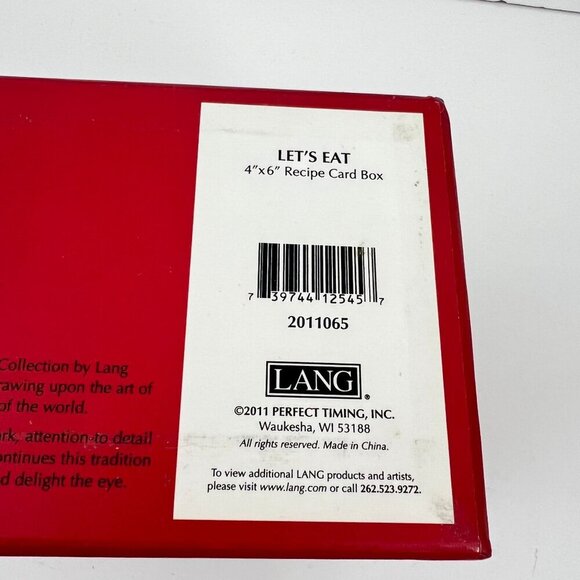 LET'S EAT
4"x6" Recipe Card Box
7 39744 12545 7
2011065
LANG®
©2011 PERFECT TIMING, INC.
Waukesha, WI 53188
All rights reserved. Made in China.
To view additional LANG products and artists,
please visit www.lang.com or call 262.523.9272.
Collection by Lang
rawing upon the art of
of the world.
rk, attention to detail
ontinues this tradition
d delight the eye.